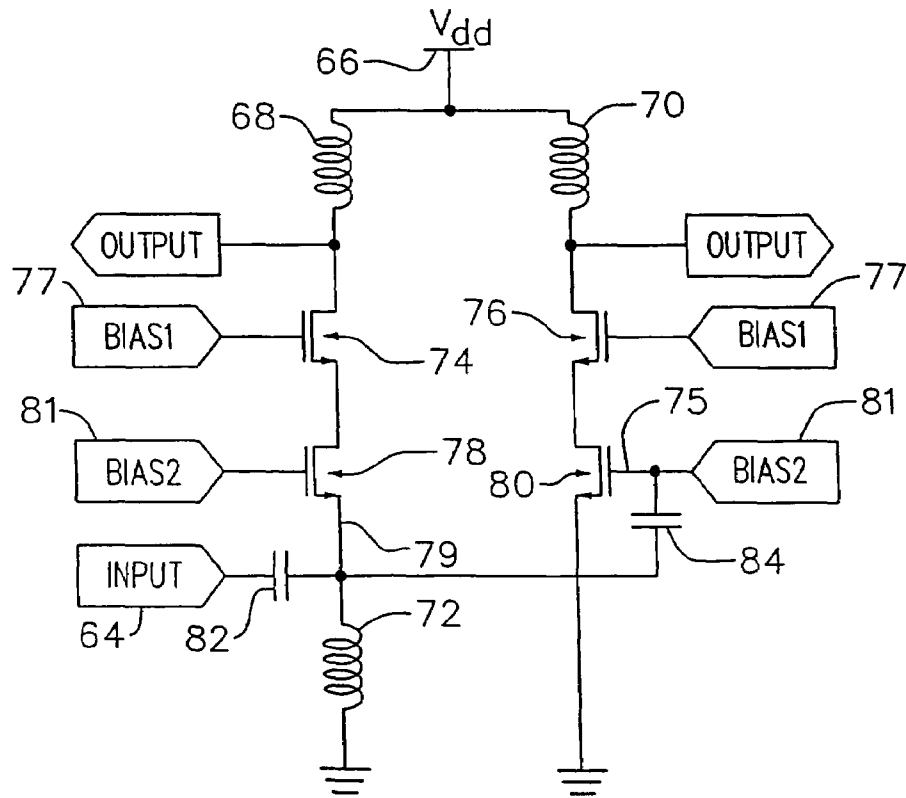 Vdd
66
68
70
OUTPUT
OUTPUT
77
77
BIAS1
76
BIAS1
74
81
75
81
BIAS2
78
80
BIAS2
79
84
INPUT
72
64
82